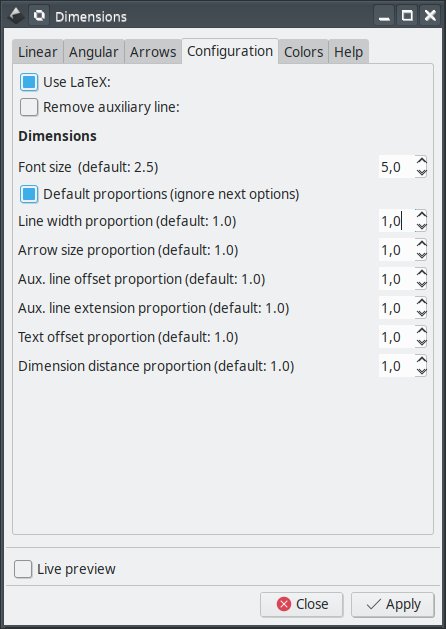 Dimensions
Linear Angular Arrows Configuration Colors Help
Use LaTeX:
Remove auxiliary line:
Dimensions
Font size (default: 2.5) 5,0
Default proportions (ignore next options)
Line width proportion (default: 1.0) 1,0
Arrow size proportion (default: 1.0) 1,0
Aux. line offset proportion (default: 1.0) 1,0
Aux. line extension proportion (default: 1.0) 1,0
Text offset proportion (default: 1.0) 1,0
Dimension distance proportion (default: 1.0) 1,0
Live preview
Close Apply